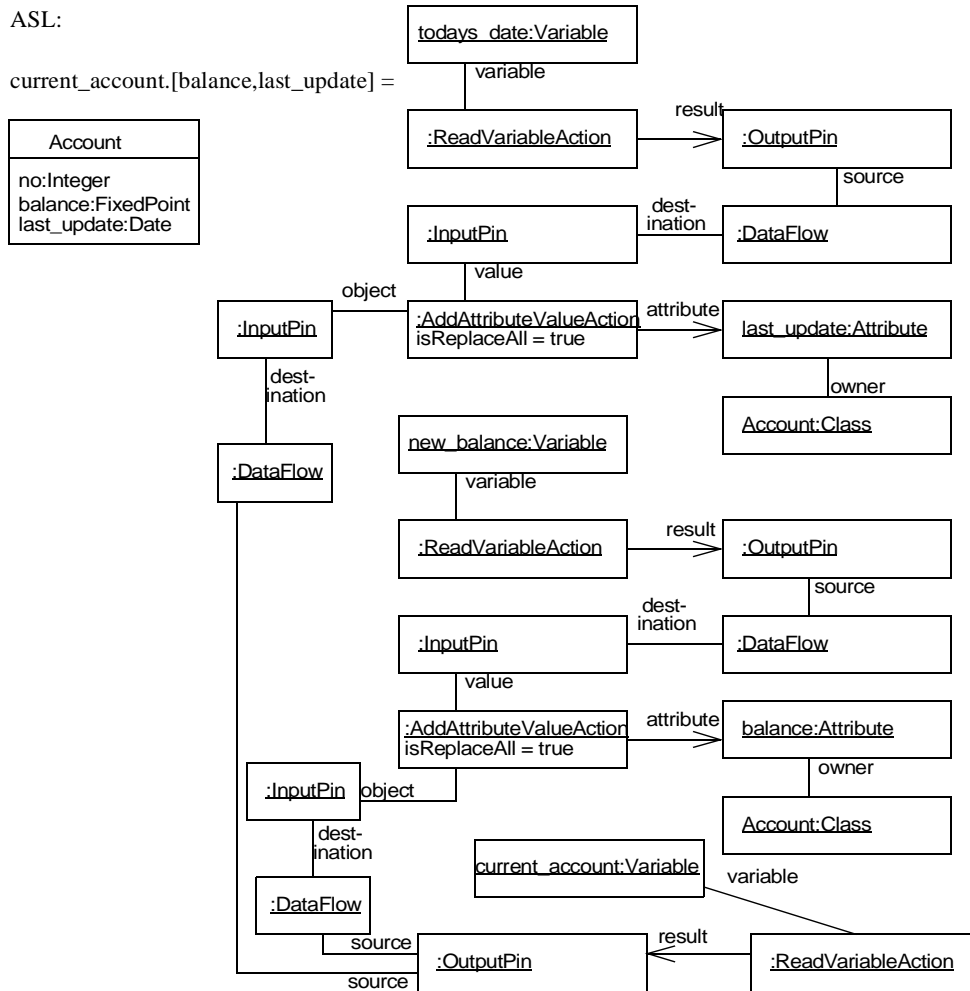 ASL:
todays_date:Variable
variable
current_account.[balance,last_update] =
result
:ReadVariableAction
:OutputPin
Account
no:Integer
balance:FixedPoint
last_update:Date
source
dest-
ination
:InputPin
:DataFlow
value
object
:AddAttributeValueAction
isReplaceAll = true
attribute
last_update:Attribute
:InputPin
dest-
ination
owner
Account:Class
new_balance:Variable
:DataFlow
variable
result
:ReadVariableAction
:OutputPin
source
dest-
ination
:InputPin
:DataFlow
value
:AddAttributeValueAction
isReplaceAll = true
attribute
balance:Attribute
owner
:InputPin
object
Account:Class
dest-
ination
current_account:Variable
variable
:DataFlow
source
result
:OutputPin
:ReadVariableAction
source